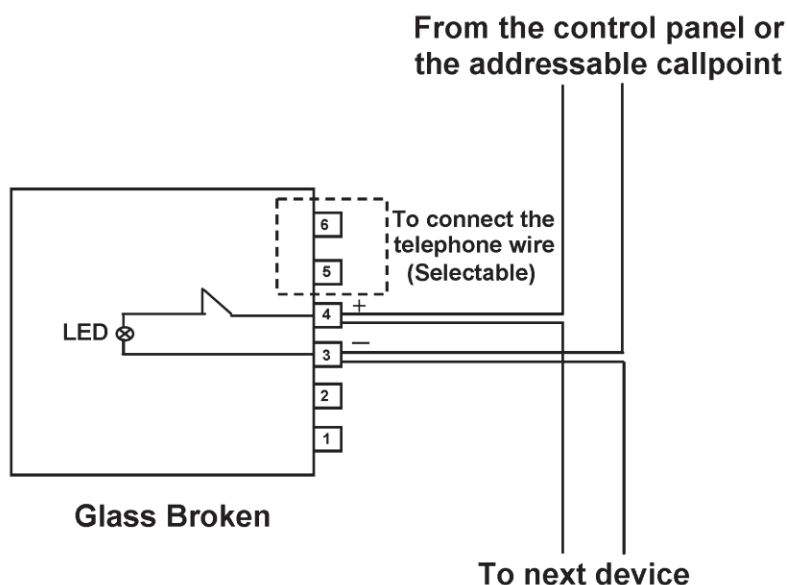 From the control panel or
the addressable callpoint
6
To connect the
telephone wire
(Selectable)
5
4
+
LED
3
−
2
1
Glass Broken
To next device